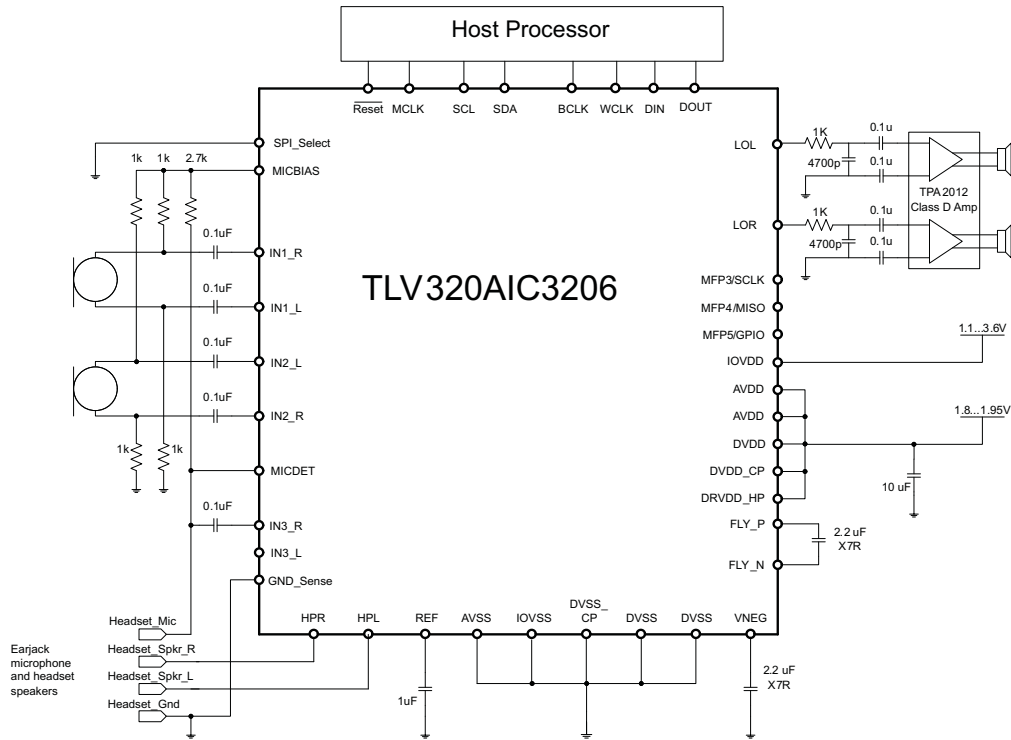 Host Processor
Reset MCLK SCL SDA BCLK WCLK DIN DOUT
SPI_Select
MICBIAS
1k 1k 2.7k
0.1uF
IN1_R
0.1uF
IN1_L
0.1uF
IN2_L
0.1uF
IN2_R
1k 1k
MICDET
0.1uF
IN3_R
IN3_L
GND_Sense
TLV320AIC3206
LOL
1K
0.1u
4700p
0.1u
TPA2012
Class D Amp
LOR
1K
0.1u
4700p
0.1u
MFP3/SCLK
MFP4/MISO
MFP5/GPIO
IOVDD
1.1...3.6V
AVDD
AVDD
1.8...1.95V
DVDD
DVDD_CP
10 uF
DRVDD_HP
FLY_P
2.2 uF
X7R
FLY_N
HPR HPL REF AVSS IOVSS DVSS_
CP DVSS DVSS VNEG
2.2 uF
X7R
1uF
Headset_Mic
Headset_Spkr_R
Headset_Spkr_L
Headset_Gnd
Earjack
microphone
and headset
speakers